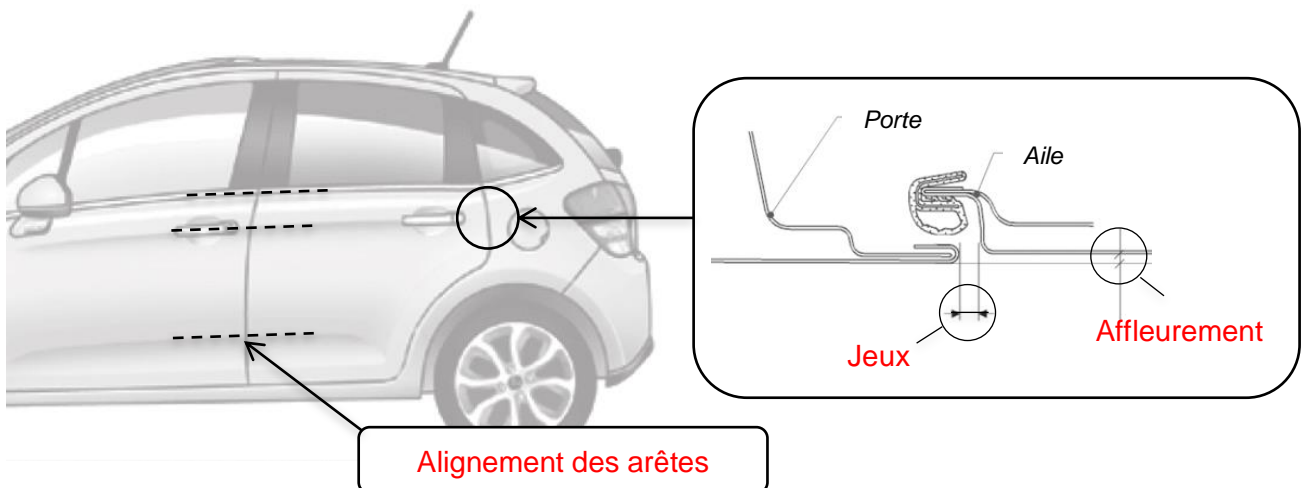 Porte
Aile
Affleurement
Jeux
Alignement des arêtes